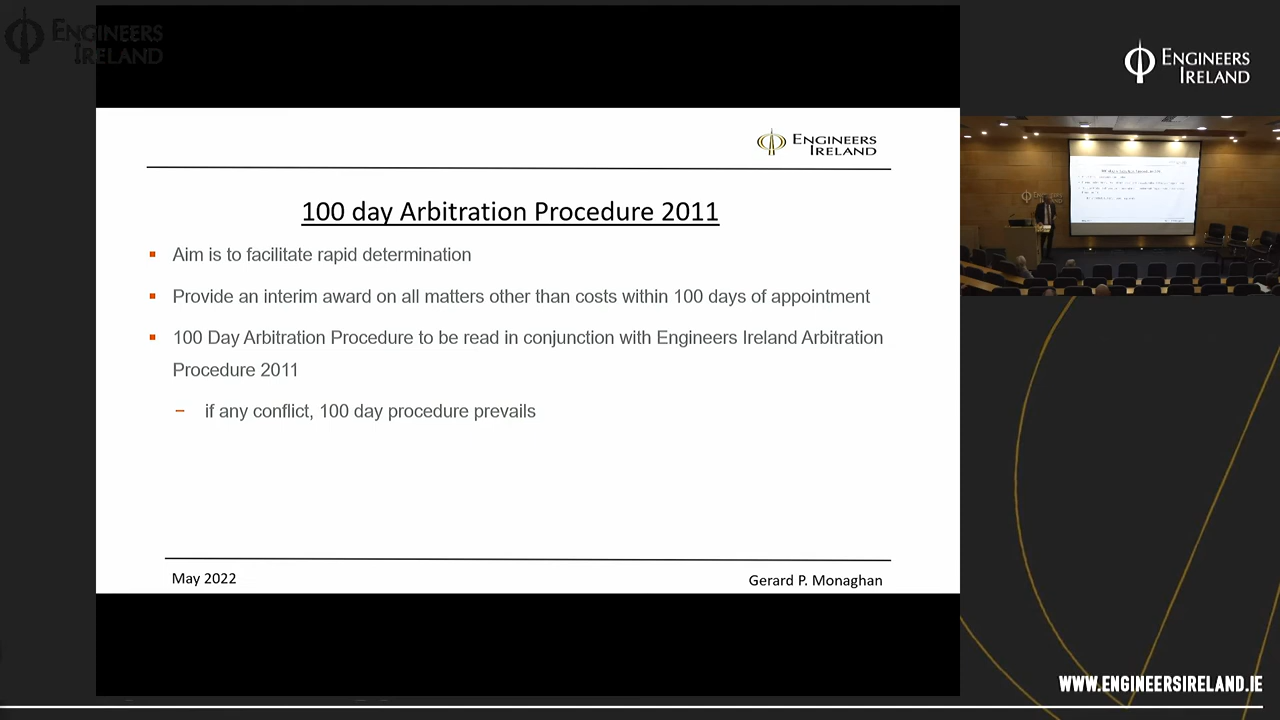 ENGINEERS
IRELAND
ENGINEERS
IRELAND
ENGINEERS
IRELAND
100 day Arbitration Procedure 2011
Aim is to facilitate rapid determination
Provide an interim award on all matters other than costs within 100 days of appointment
100 Day Arbitration Procedure to be read in conjunction with Engineers Ireland Arbitration
Procedure 2011
– if any conflict, 100 day procedure prevails
May 2022
Gerard P. Monaghan
WWW.ENGINEERSIRELAND.IE